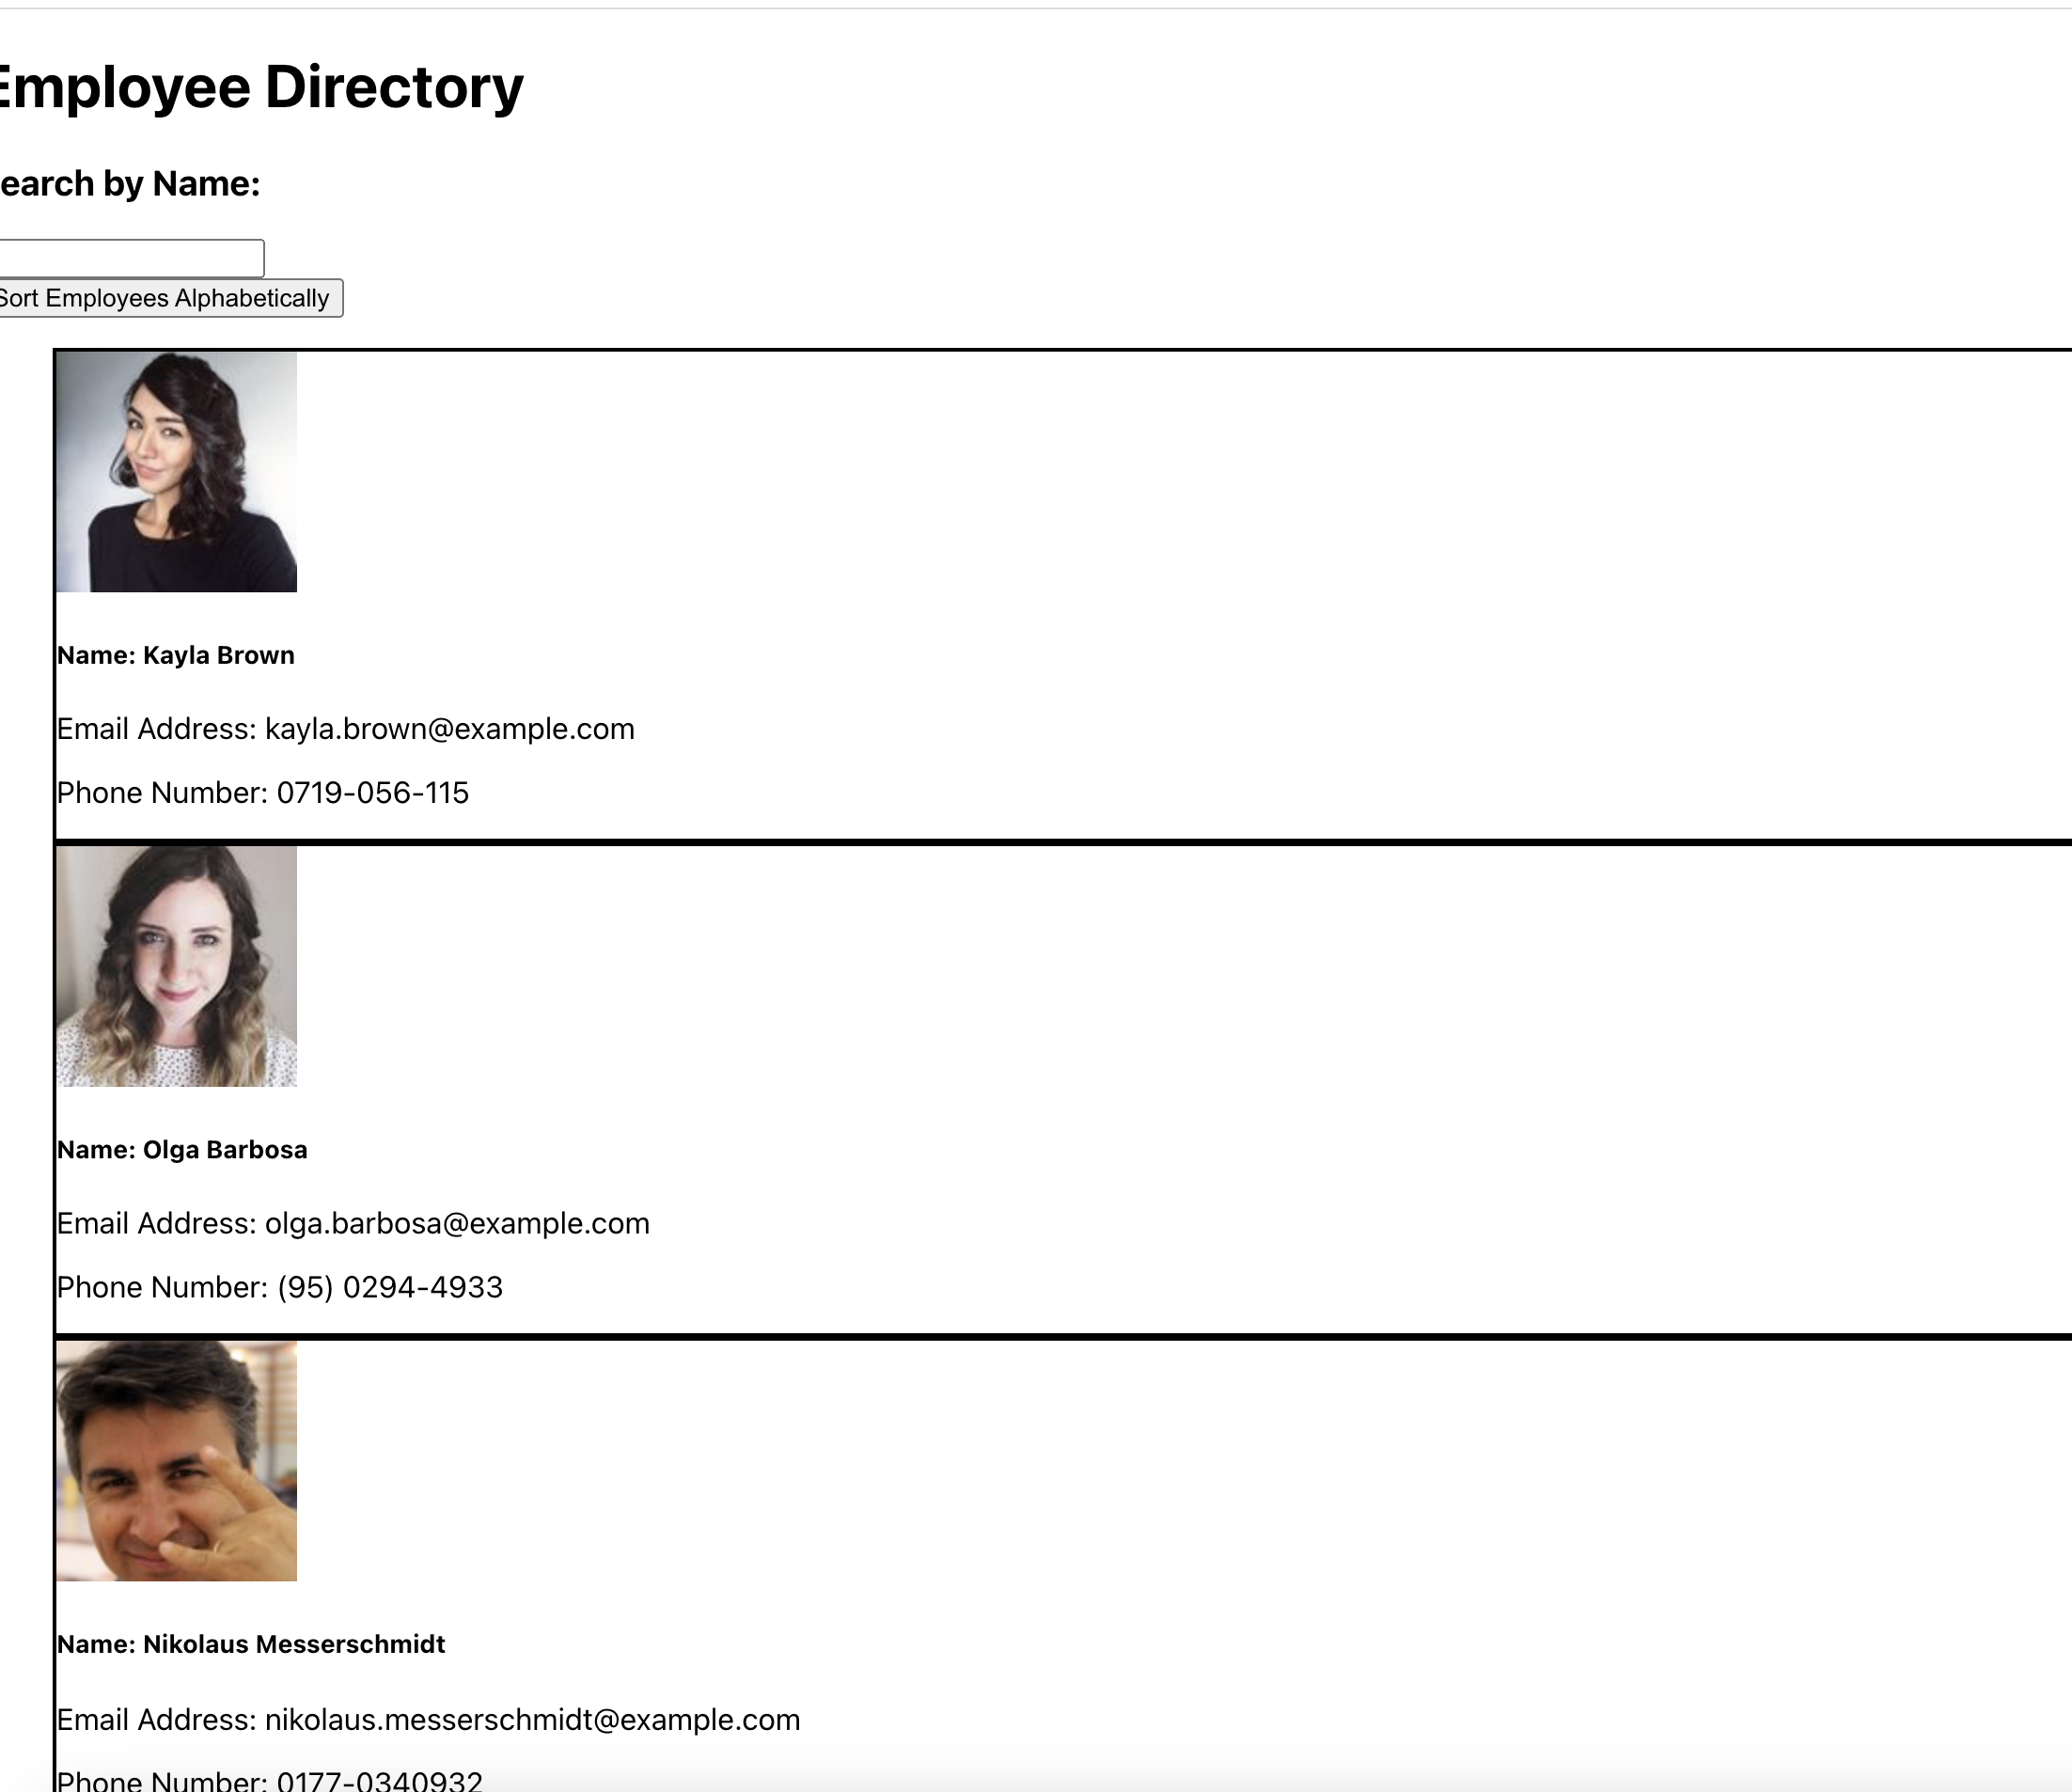 Employee Directory
earch by Name:
Sort Employees Alphabetically
Name: Kayla Brown
Email Address: kayla.brown@example.com
Phone Number: 0719-056-115
Name: Olga Barbosa
Email Address: olga.barbosa@example.com
Phone Number: (95) 0294-4933
Name: Nikolaus Messerschmidt
Email Address: nikolaus.messerschmidt@example.com
Phone Number: 0177-0340932